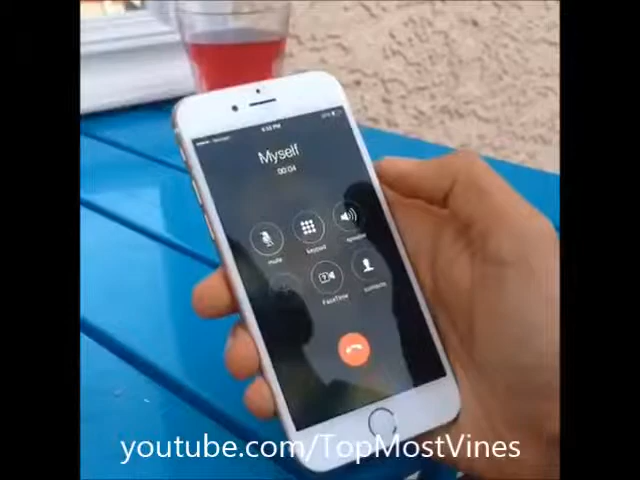 Myself
00:04
mute
keypad
speaker
FaceTime
contacts
youtube.com/TopMostVines